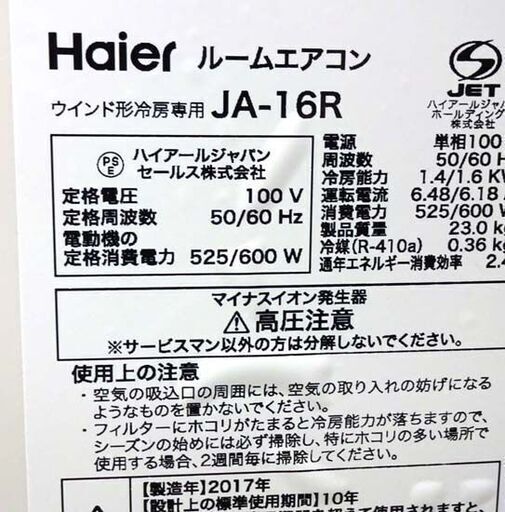 Haier ルームエアコン
ウインド形冷房専用 JA-16R
JET
ハイアールジャパ
ホールディング
株式会社
PS
E
ハイアールジャパン
セールス株式会社
定格電圧 100 V
定格周波数 50/60 Hz
電動機の
定格消費電力 525/600 W
電源 単相100
周波数 50/60 H
冷房能力 1.4/1.6 KW
運転電流 6.48/6.18
消費電力 525/600
製品質量 23.0 kg
冷媒(R-410a) 0.36 kg
通年エネルギー消費効率 2.4
マイナスイオン発生器
高圧注意
※サービスマン以外の方は分解しないでください。
使用上の注意
・空気の吸込口の周囲には、空気の取り入れの妨げになる
ようなものを置かないでください。
・フィルターにホコリがたまると冷房能力が落ちますので、
シーズンの始めには必ず掃除し、特にホコリの多い場所で
使用する場合、2週間毎に掃除してください。
【製造年】2017年
【設計上の標準使用期間】10年